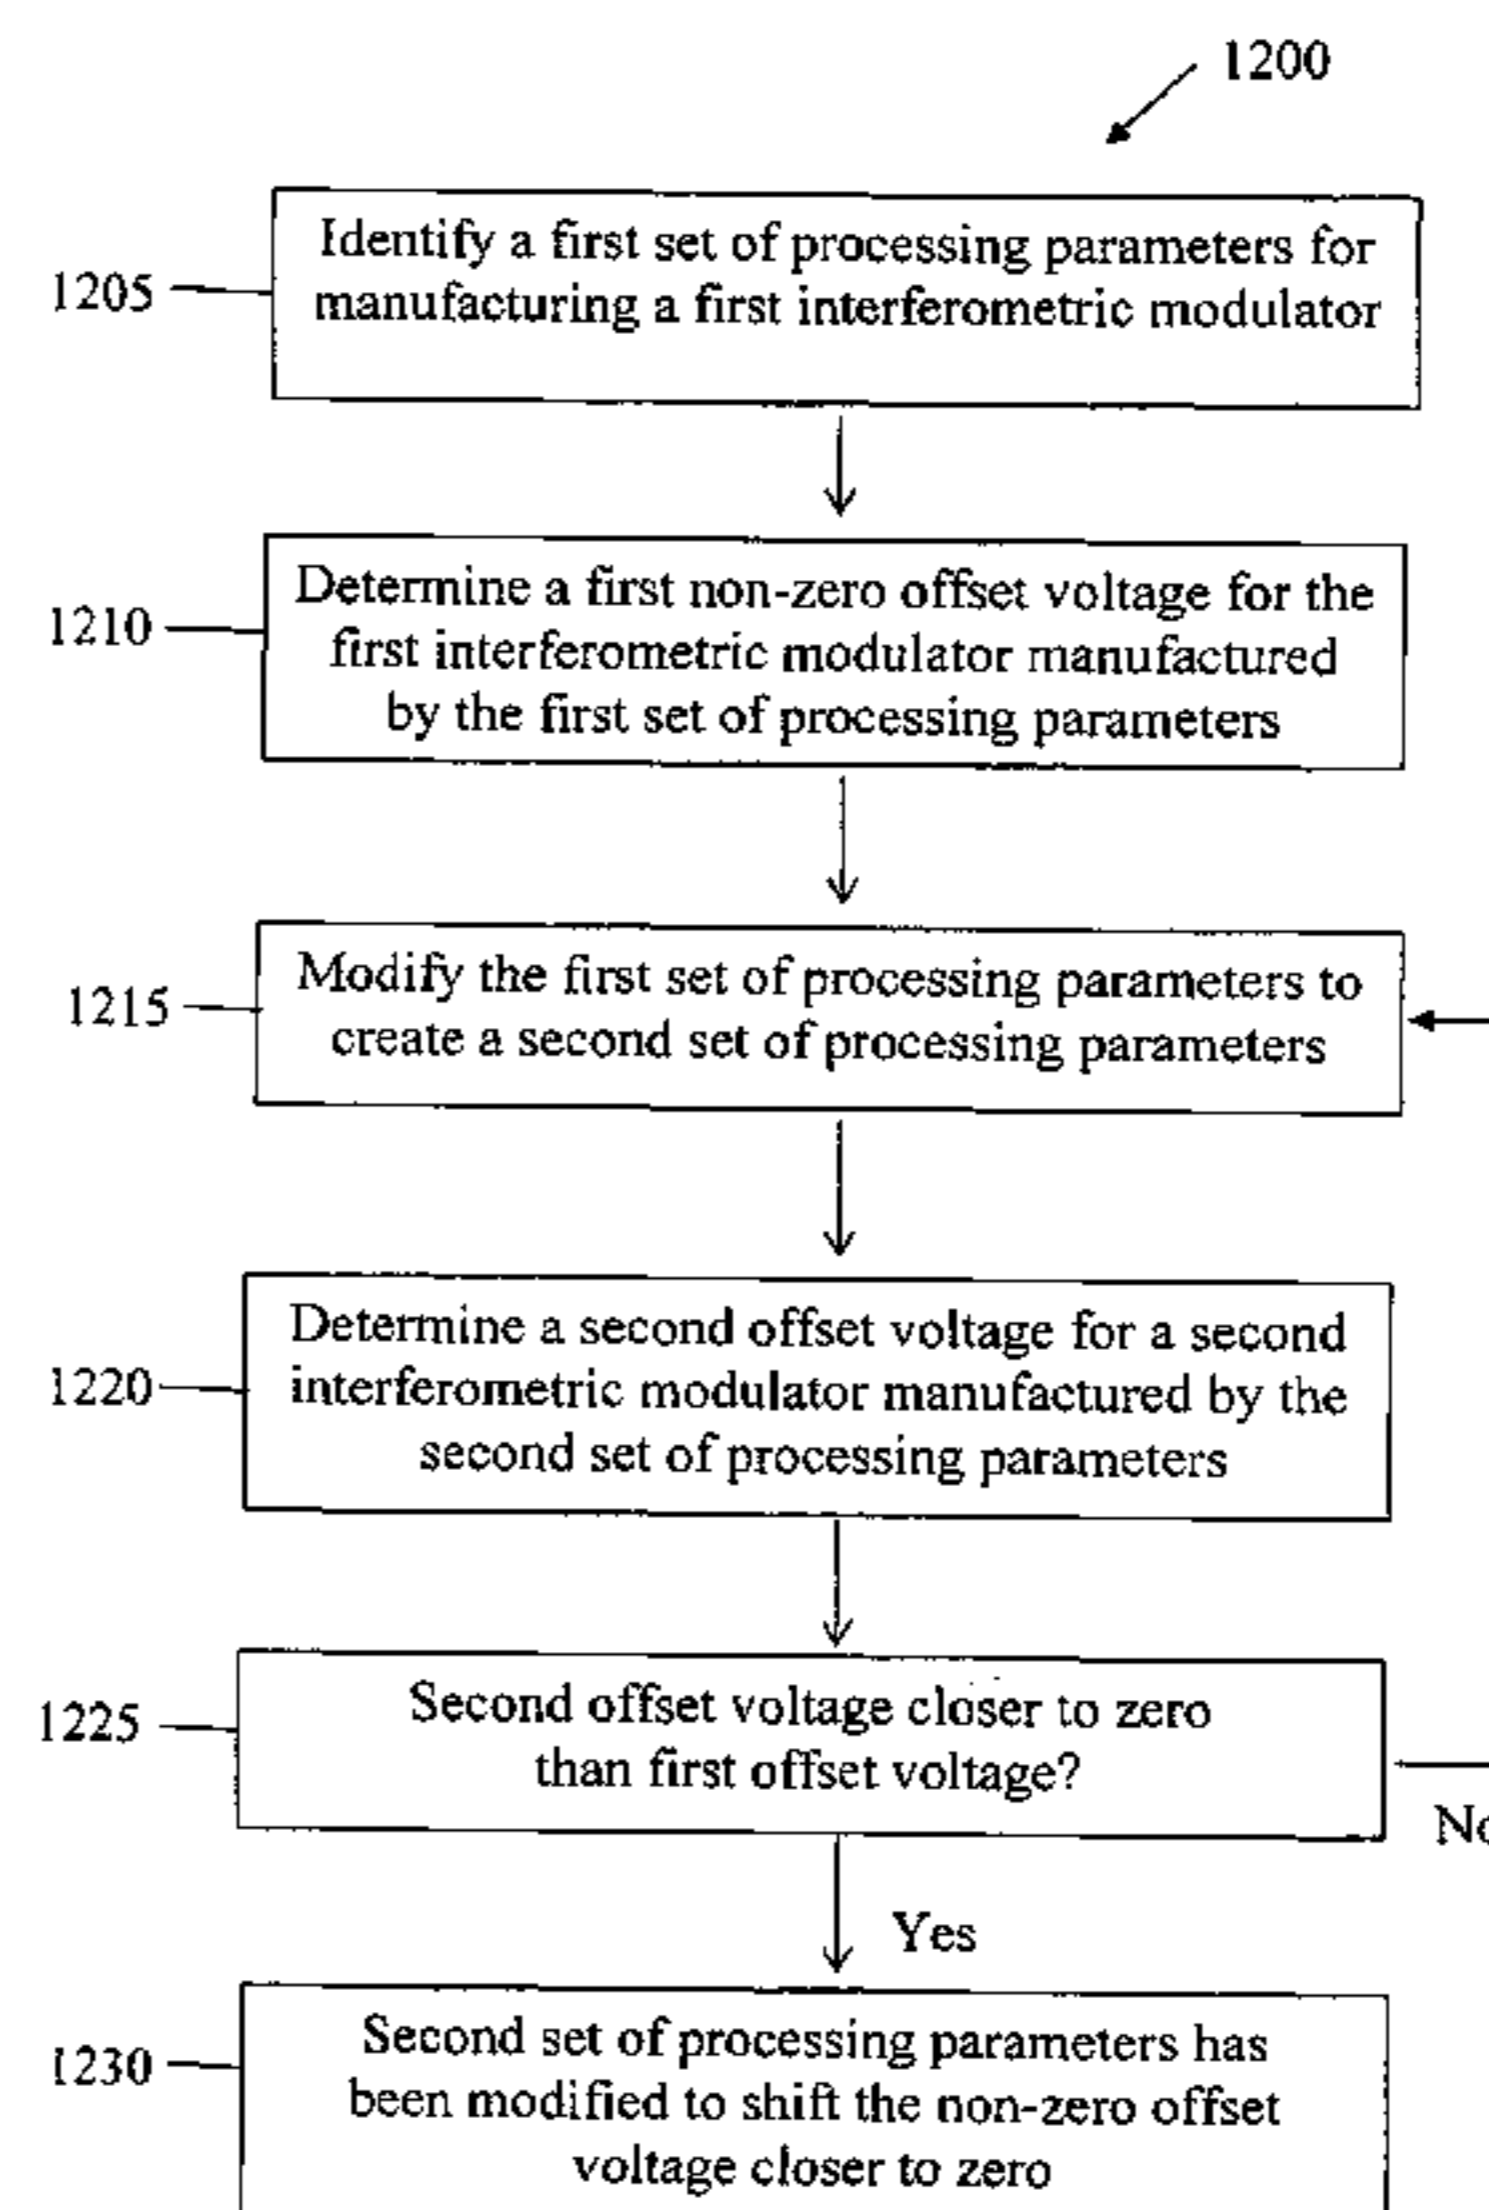 1200
Identify a first set of processing parameters for
manufacturing a first interferometric modulator
1205
Determine a first non-zero offset voltage for the
first interferometric modulator manufactured
by the first set of processing parameters
1210
Modify the first set of processing parameters to
create a second set of processing parameters
1215
Determine a second offset voltage for a second
interferometric modulator manufactured by the
second set of processing parameters
1220
Second offset voltage closer to zero
than first offset voltage?
1225
No
Yes
Second set of processing parameters has
been modified to shift the non-zero offset
voltage closer to zero
1230